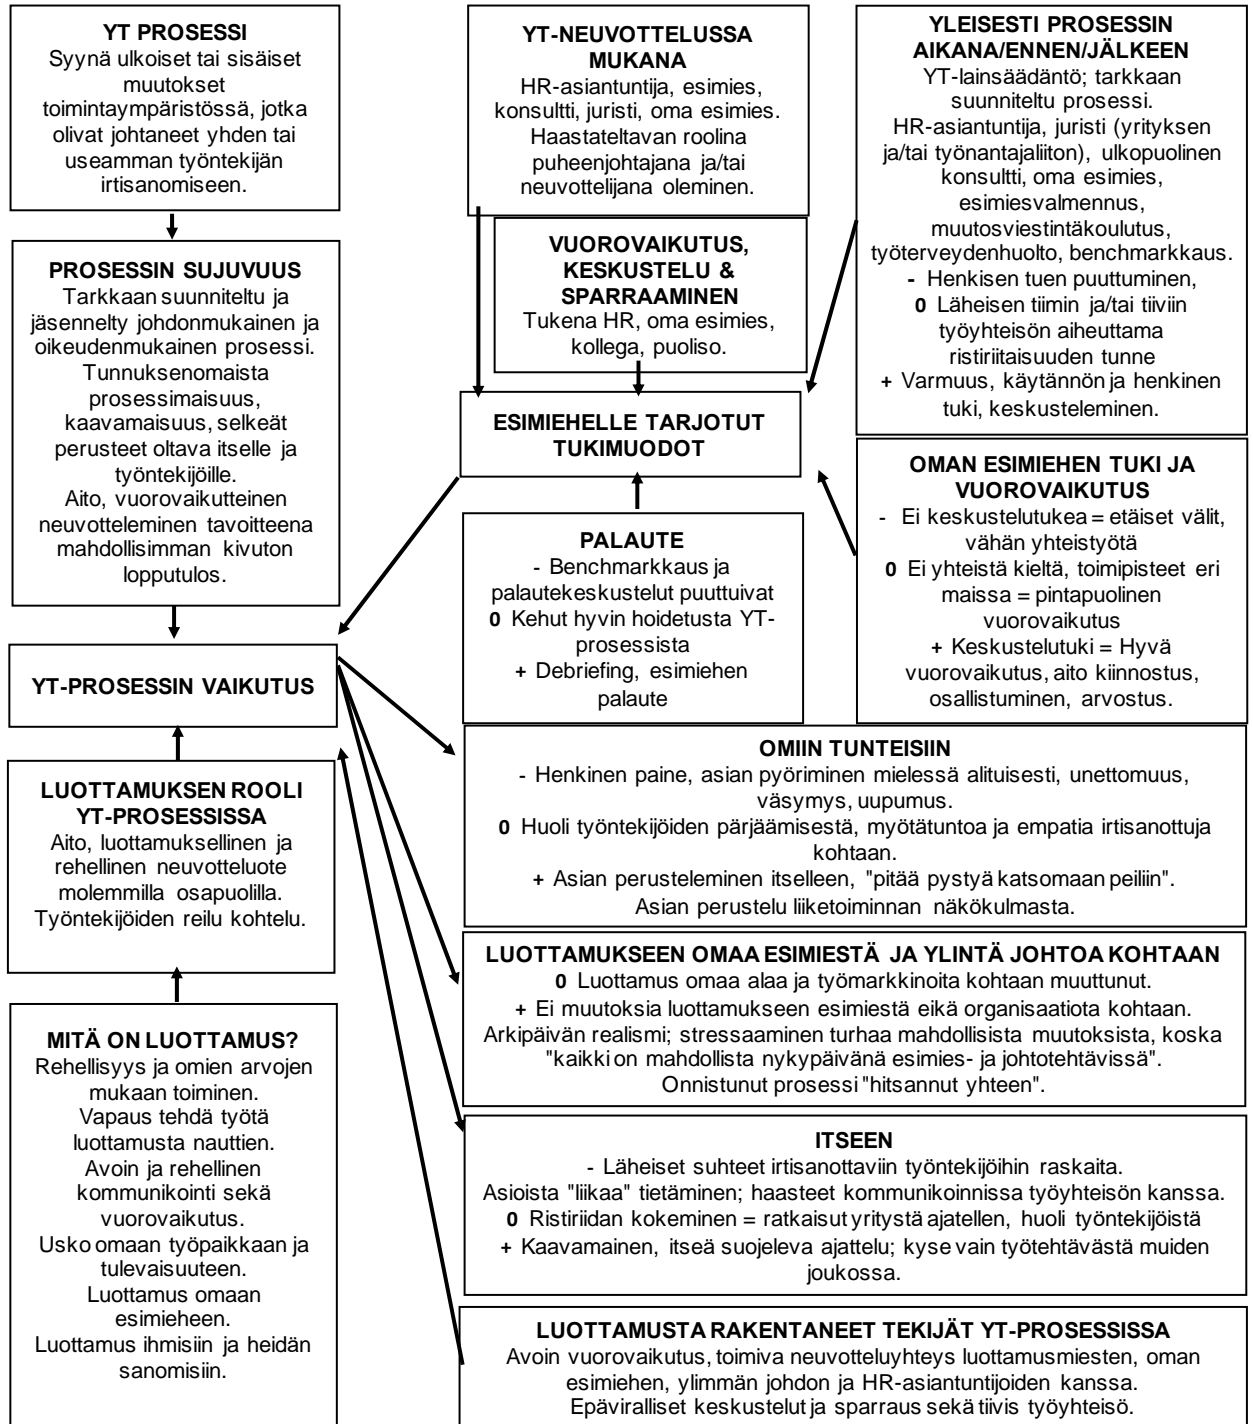 YT PROSESSI
Syynä ulkoiset tai sisäiset
muutokset
toimintaympäristössä, jotka
olivat johtaneet yhden tai
useamman työntekijän
irtisanomiseen.
PROSESSIN SUJUVUUS
Tarkkaan suunniteltu ja
jäsennelty johdonmukainen ja
oikeudenmukainen prosessi.
Tunnuksenomaista
prosessimaisuus,
kaavamaisuus, selkeät
perusteet oltava itselle ja
työntekijöille.
Aito, vuorovaikutteinen
neuvotteleminen tavoitteena
mahdollisimman kivuton
lopputulos.
YT-PROSESSIN VAIKUTUS
LUOTTAMUKSEN ROOLI
YT-PROSESSISSA
Aito, luottamuksellinen ja
rehellinen neuvotteluote
molemmilla osapuolilla.
Työntekijöiden reilu kohtelu.
MITÄ ON LUOTTAMUS?
Rehellisyys ja omien arvojen
mukaan toiminen.
Vapaus tehdä työtä
luottamusta nauttien.
Avoin ja rehellinen
kommunikointi sekä
vuorovaikutus.
Usko omaan työpaikkaan ja
tulevaisuuteen.
Luottamus omaan
esimieheen.
Luottamus ihmisiin ja heidän
sanomisiin.
YT-NEUVOTTELUSSA
MUKANA
HR-asiantuntija, esimies,
konsultti, juristi, oma esimies.
Haastateltavan roolina
puheenjohtajana ja/tai
neuvottelijana oleminen.
VUOROVAIKUTUS,
KESKUSTELU &
SPARRAAMINEN
Tukena HR, oma esimies,
kollega, puoliso.
ESIMIEHELLE TARJOTUT
TUKIMUODOT
PALAUTE
- Benchmarkkaus ja
palautekeskustelut puuttuivat
0 Kehut hyvin hoidetusta YT-
prosessista
+ Debriefing, esimiehen
palaute
YLEISESTI PROSESSIN
AIKANA/ENNEN/JÄLKEEN
YT-lainsäädäntö; tarkkaan
suunniteltu prosessi.
HR-asiantuntija, juristi (yrityksen
ja/tai työnantajaliiton), ulkopuolinen
konsultti, oma esimies,
esimiesvalmennus,
muutosviestintäkoulutus,
työterveydenhuolto, benchmarkkaus.
- Henkisen tuen puuttuminen,
0 Läheisen tiimin ja/tai tiiviin
työyhteisön aiheuttama
ristiriitaisuuden tunne
+ Varmuus, käytännön ja henkinen
tuki, keskusteleminen.
OMAN ESIMIEHEN TUKI JA
VUOROVAIKUTUS
- Ei keskustelutukea = etäiset välit,
vähän yhteistyötä
0 Ei yhteistä kieltä, toimipisteet eri
maissa = pintapuolinen
vuorovaikutus
+ Keskustelutuki = Hyvä
vuorovaikutus, aito kiinnostus,
osallistuminen, arvostus.
OMIIN TUNTEISIIN
- Henkinen paine, asian pyöriminen mielessä alituisesti, unettomuus,
väsymys, uupumus.
0 Huoli työntekijöiden pärjäämisestä, myötätuntoa ja empatia irtisanottuja
kohtaan.
+ Asian perusteleminen itselleen, "pitää pystyä katsomaan peiliin".
Asian perustelu liiketoiminnan näkökulmasta.
LUOTTAMUKSEEN OMAA ESIMIESTÄ JA YLINTÄ JOHTOA KOHTAAN
0 Luottamus omaa alaa ja työmarkkinoita kohtaan muuttunut.
+ Ei muutoksia luottamukseen esimiestä eikä organisaatiota kohtaan.
Arkipäivän realismi; stressaaminen turhaa mahdollisista muutoksista, koska
"kaikki on mahdollista nykypäivänä esimies- ja johtotehtävissä".
Onnistunut prosessi "hitsannut yhteen".
ITSEEN
- Läheiset suhteet irtisanottaviin työntekijöihin raskaita.
Asioista "liikaa" tietäminen; haasteet kommunikoinnissa työyhteisön kanssa.
0 Ristiriidan kokeminen = ratkaisut yritystä ajatellen, huoli työntekijöistä
+ Kaavamainen, itseä suojeleva ajattelu; kyse vain työtehtävästä muiden
joukossa.
LUOTTAMUSTA RAKENTANEET TEKIJÄT YT-PROSESSISSA
Avoin vuorovaikutus, toimiva neuvotteluyhteys luottamusmiesten, oman
esimiehen, ylimmän johdon ja HR-asiantuntijoiden kanssa.
Epäviralliset keskustelut ja sparraus sekä tiivis työyhteisö.